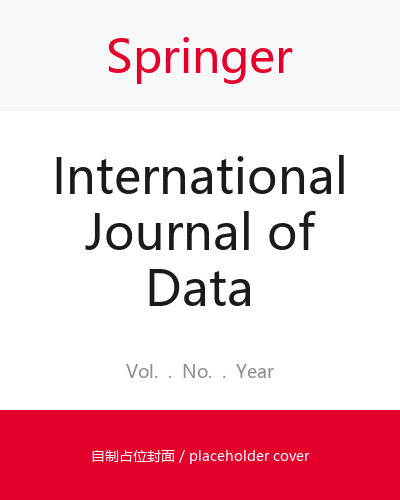 Springer
International
Journal of
Data
Vol. . No. . Year
自制占位封面 / placeholder cover